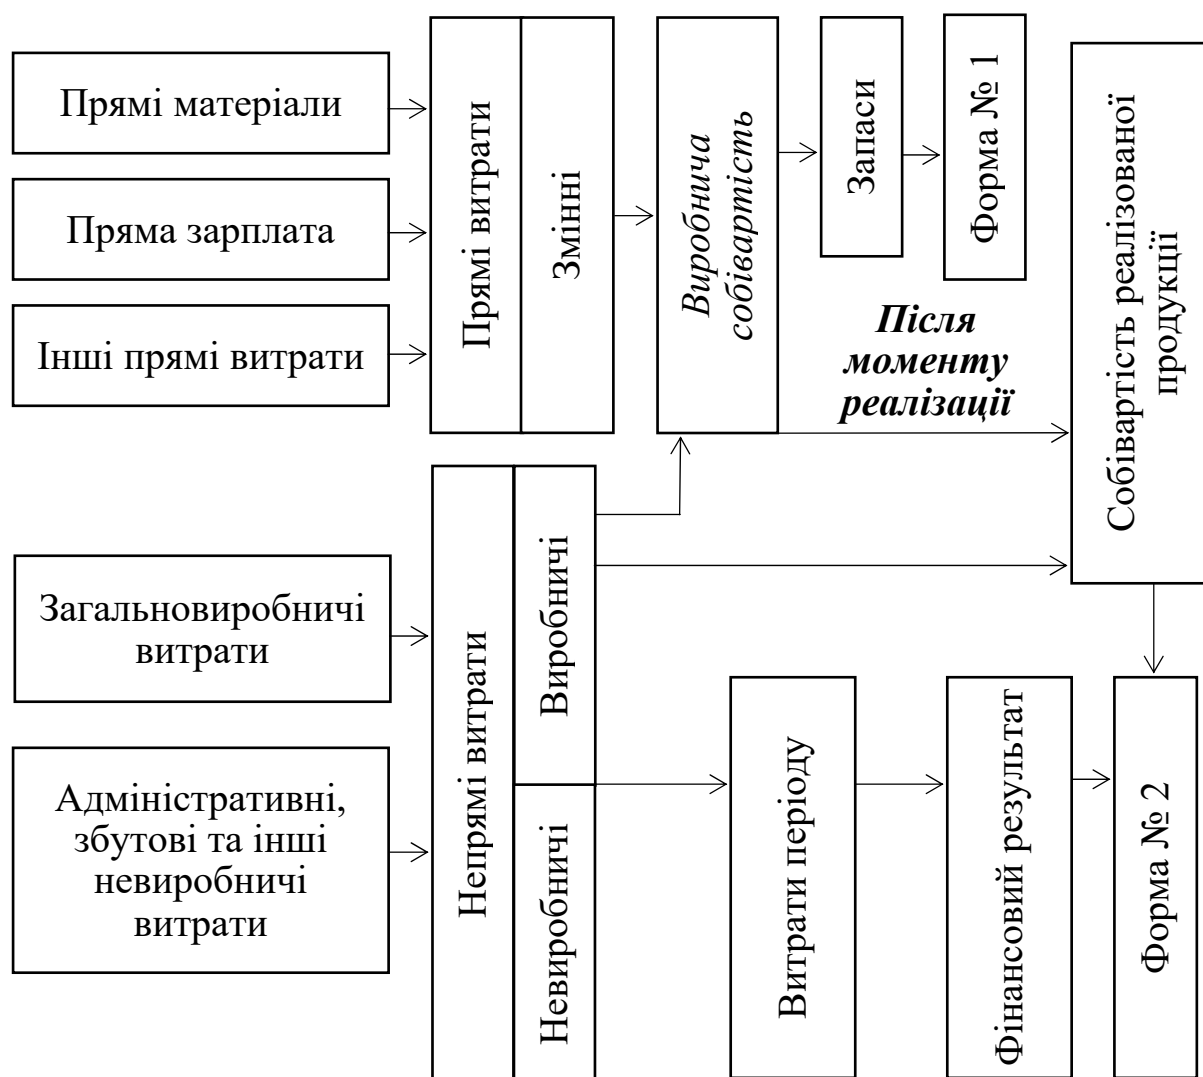 Прямі матеріали
Пряма зарплата
Інші прямі витрати
Прямі витрати
Змінні
Виробнича
собівартість
Запаси
Форма № 1
Після
моменту
реалізації
Собівартість реалізованої
продукції
Загальновиробничі
витрати
Адміністративні,
збутові та інші
невиробничі
витрати
Непрямі витрати
Виробничі
Невиробничі
Витрати періоду
Фінансовий результат
Форма № 2